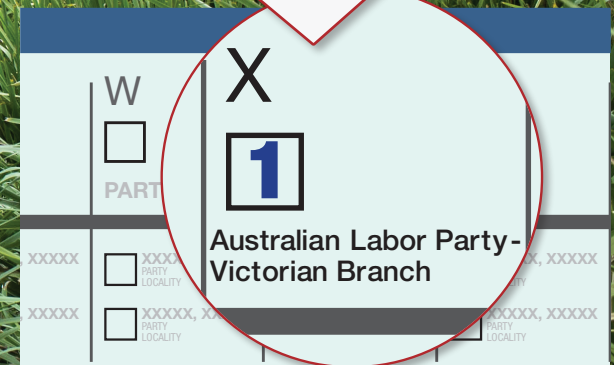 W
X
1
PART
Australian Labor Party-
Victorian Branch
XXXXX
XXXX
PARTY
LOCALITY
, XXXXX
XXXXX
XXXXX, X
PARTY
LOCALITY
XXXXX, XXXXX
PARTY
LOCALITY